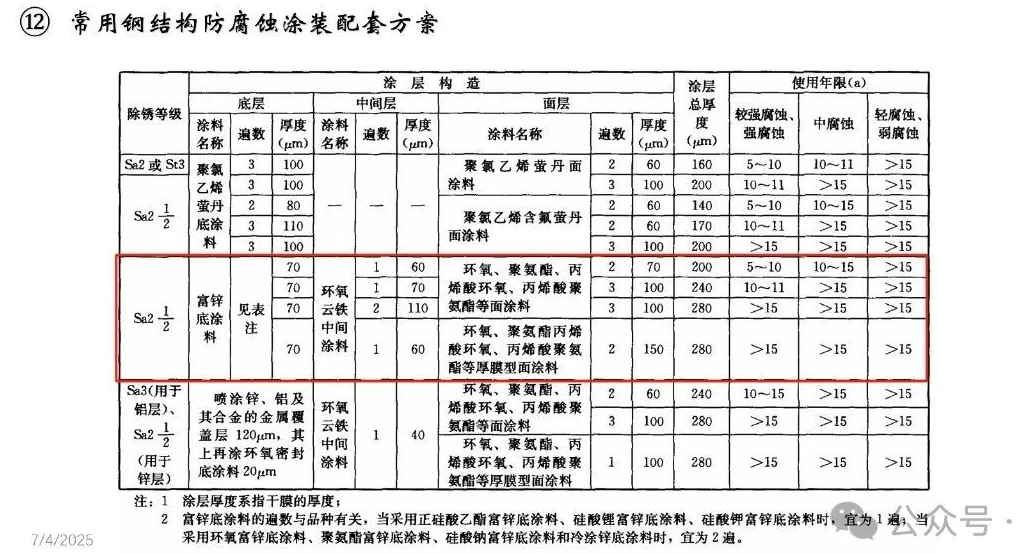 ⑫ 常用钢结构防腐蚀涂装配套方案
除锈等级 涂层构造 涂层总厚度(μm) 使用年限(a)
底层 中间层 面层 较强腐蚀、强腐蚀 中腐蚀 轻腐蚀、弱腐蚀
涂料名称 遍数 厚度(μm) 涂料名称 遍数 厚度(μm) 涂料名称 遍数 厚度(μm)
Sa2或St3 聚氯乙烯萤丹底涂料 3 100 — — — 聚氯乙烯萤丹面涂料 2 60 160 5~10 10~11 >15
Sa2 1/2 3 100 3 100 200 10~11 >15 >15
2 80 聚氯乙烯含氟萤丹面涂料 2 60 140 5~10 10~15 >15
3 110 2 60 170 10~11 >15 >15
3 100 3 100 200 >15 >15 >15
Sa2 1/2 富锌底涂料 见表注 70 环氧云铁中间涂料 1 60 环氧、聚氨酯、丙烯酸环氧、丙烯酸聚氨酯等面涂料 2 70 200 5~10 10~15 >15
70 1 70 3 100 240 10~11 >15 >15
70 2 110 3 100 280 >15 >15 >15
70 1 60 环氧、聚氨酯丙烯酸环氧、丙烯酸聚氨酯等厚膜型面涂料 2 150 280 >15 >15 >15
Sa3(用于铝层)、Sa2 1/2(用于锌层) 喷涂锌、铝及其合金的金属覆盖层 120μm，其上再涂环氧密封底涂料20μm 环氧云铁中间涂料 1 40 环氧、聚氨酯、丙烯酸环氧、丙烯酸聚氨酯等面涂料 2 60 240 10~15 >15 >15
3 100 280 >15 >15 >15
环氧、聚氨酯、丙烯酸环氧、丙烯酸聚氨酯等厚膜型面涂料 1 100 280 >15 >15 >15
注：1 涂层厚度系指干膜的厚度；
2 富锌底涂料的遍数与品种有关，当采用正硅酸乙酯富锌底涂料、硅酸锂富锌底涂料、硅酸钾富锌底涂料时，宜为1遍；当
采用环氧富锌底涂料、聚氨酯富锌底涂料、硅酸钠富锌底涂料和冷涂锌底涂料时，宜为2遍。
7/4/2025
公众号 ·